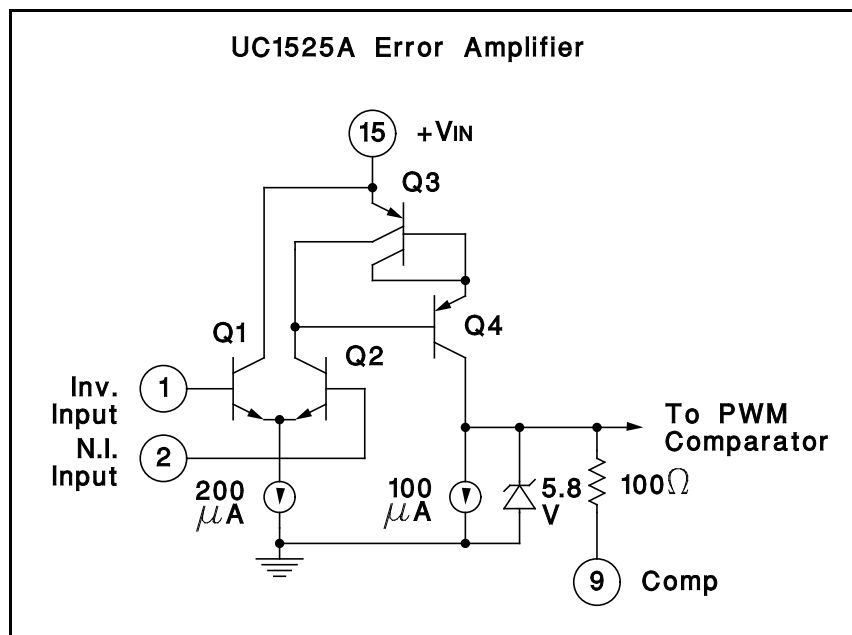 UC1525A Error Amplifier
15
+VIN
Q3
Q1
Q2
Q4
Inv.
Input
1
N.I.
Input
2
200
μA
100
μA
5.8
V
100Ω
To PWM
Comparator
9
Comp